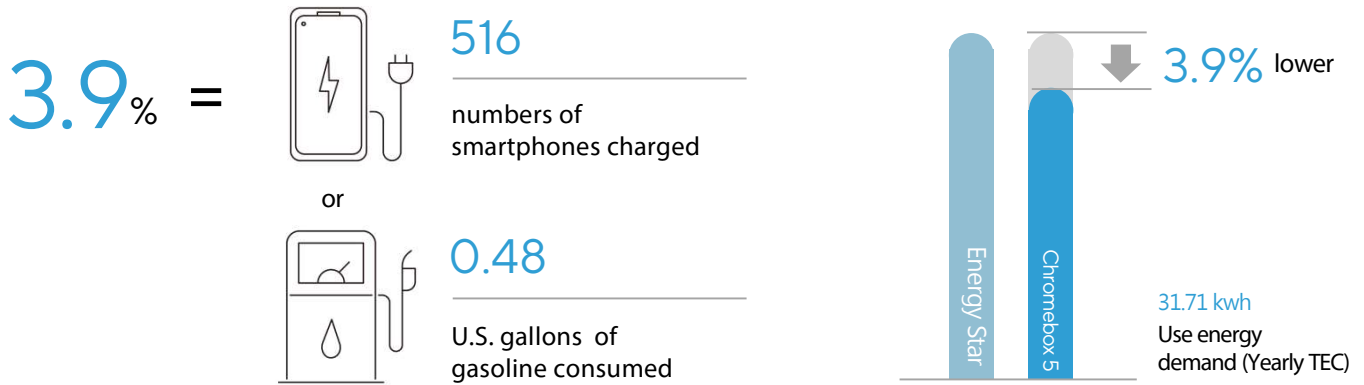 3.9% =
516
numbers of
smartphones charged
or
0.48
U.S. gallons of
gasoline consumed
Energy Star
Chromebox 5
3.9% lower
31.71 kwh
Use energy
demand (Yearly TEC)